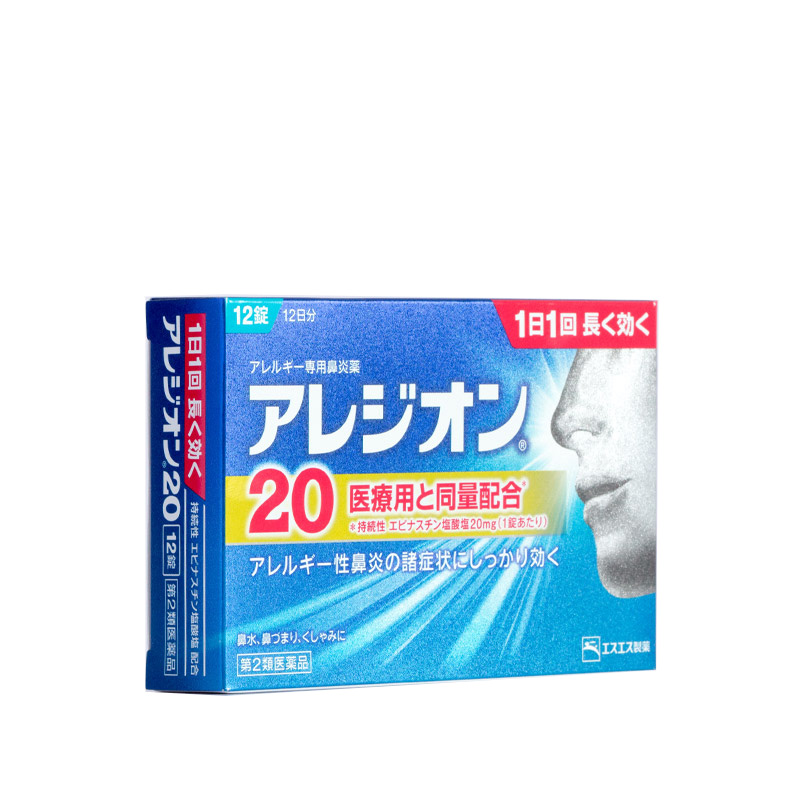 12錠 12日分
1日1回 長く効く
アレルギー専用鼻炎薬
アレジオン®
20 医療用と同量配合*
*持続性 エピナスチン塩酸塩20mg(1錠あたり)
アレルギー性鼻炎の諸症状にしっかり効く
鼻水、鼻づまり、くしゃみに
第2類医薬品
エスエス製薬
1日1回 長く効く
アレジオン®20 12錠 第2類医薬品
持続性 エピナスチン塩酸塩 配合